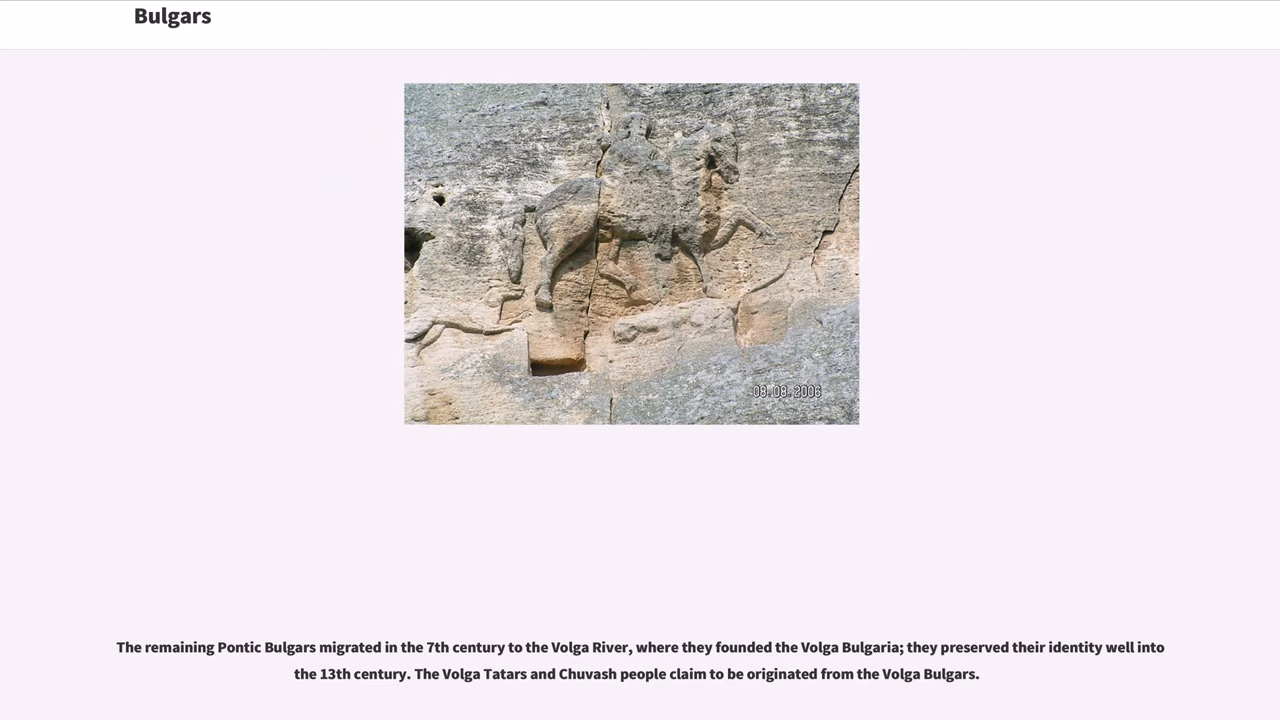 Bulgars
09.08.2006
The remaining Pontic Bulgars migrated in the 7th century to the Volga River, where they founded the Volga Bulgaria; they preserved their identity well into
the 13th century. The Volga Tatars and Chuvash people claim to be originated from the Volga Bulgars.